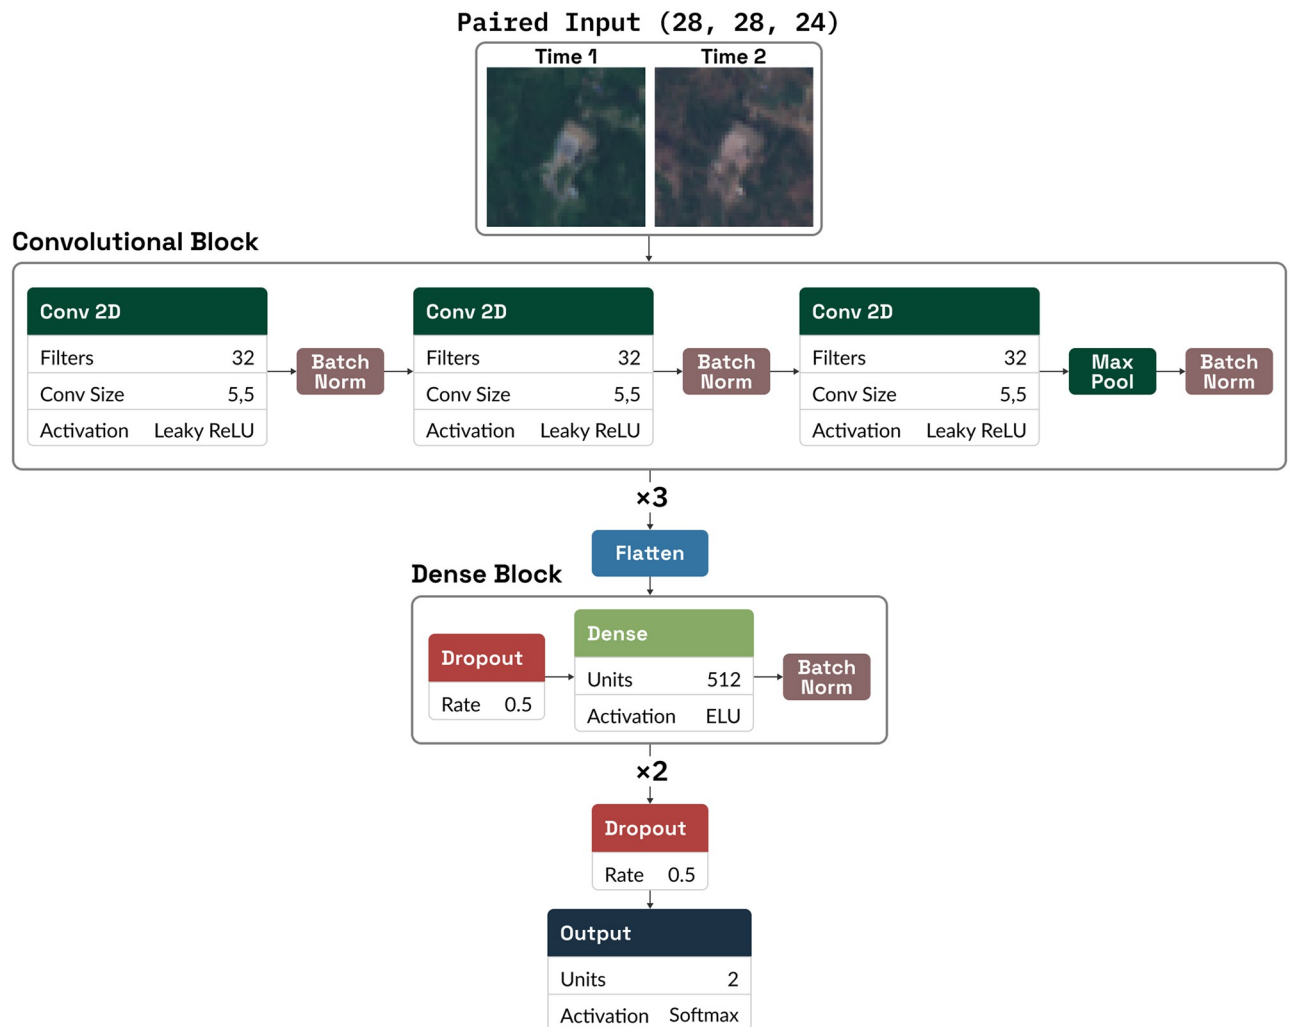 Paired Input (28, 28, 24)
Time 1
Time 2
Convolutional Block
Conv 2D
Filters 32
Conv Size 5,5
Activation Leaky ReLU
Batch
Norm
Conv 2D
Filters 32
Conv Size 5,5
Activation Leaky ReLU
Batch
Norm
Conv 2D
Filters 32
Conv Size 5,5
Activation Leaky ReLU
Max
Pool
Batch
Norm
×3
Flatten
Dense Block
Dropout
Rate 0.5
Dense
Units 512
Activation ELU
Batch
Norm
×2
Dropout
Rate 0.5
Output
Units 2
Activation Softmax